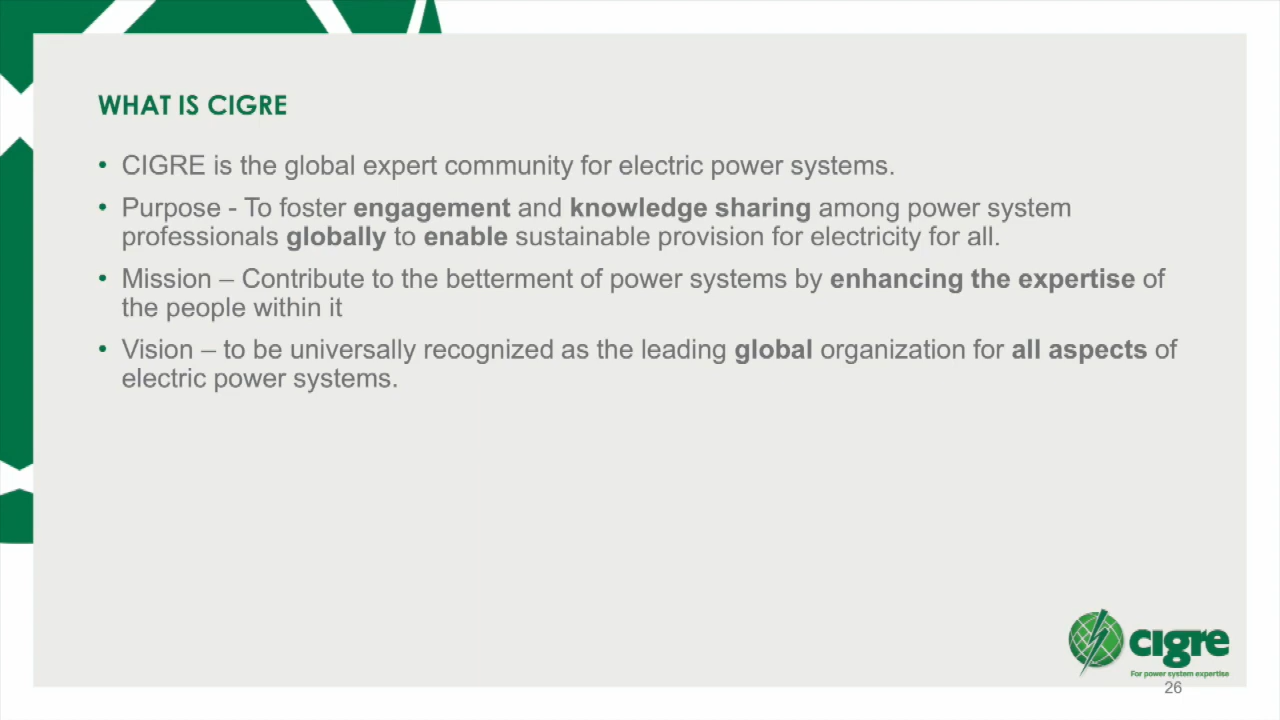 WHAT IS CIGRE
• CIGRE is the global expert community for electric power systems.
• Purpose - To foster engagement and knowledge sharing among power system
professionals globally to enable sustainable provision for electricity for all.
• Mission – Contribute to the betterment of power systems by enhancing the expertise of
the people within it
• Vision – to be universally recognized as the leading global organization for all aspects of
electric power systems.
cigre
For power system expertise
26